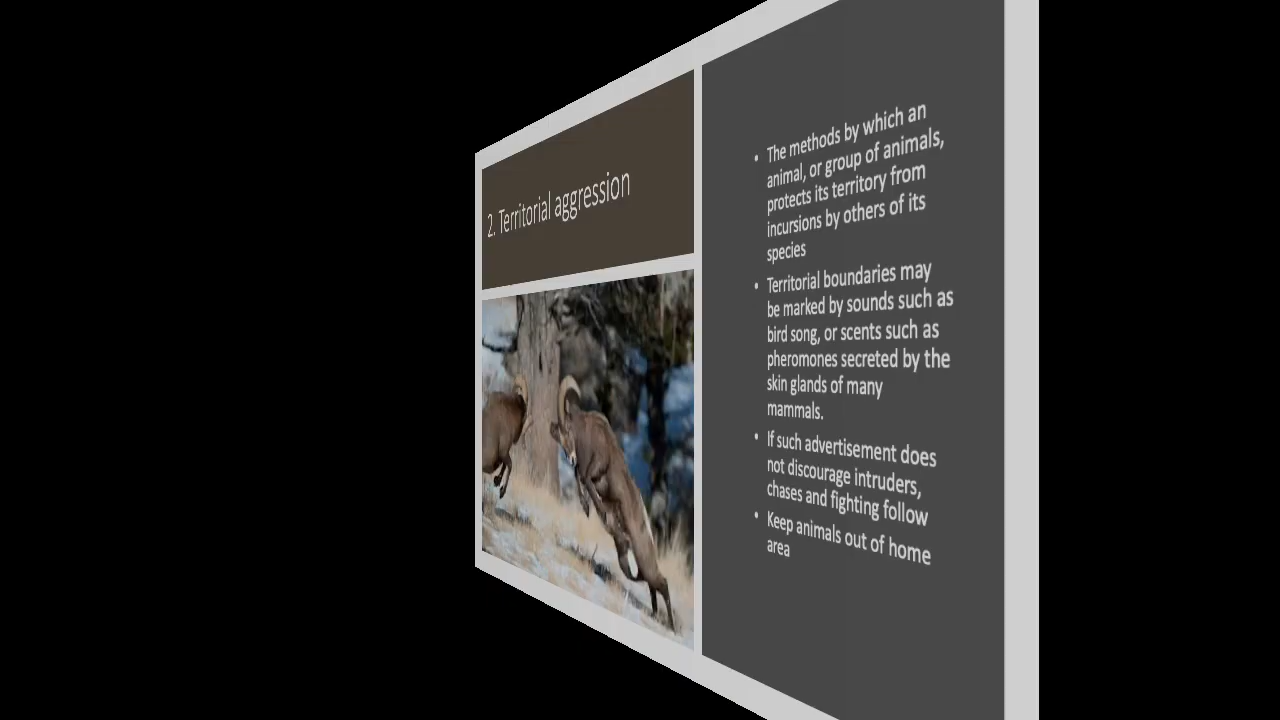 2. Territorial aggression
• The methods by which an
animal, or group of animals,
protects its territory from
incursions by others of its
species
• Territorial boundaries may
be marked by sounds such as
bird song, or scents such as
pheromones secreted by the
skin glands of many
mammals.
• If such advertisement does
not discourage intruders,
chases and fighting follow
• Keep animals out of home
area